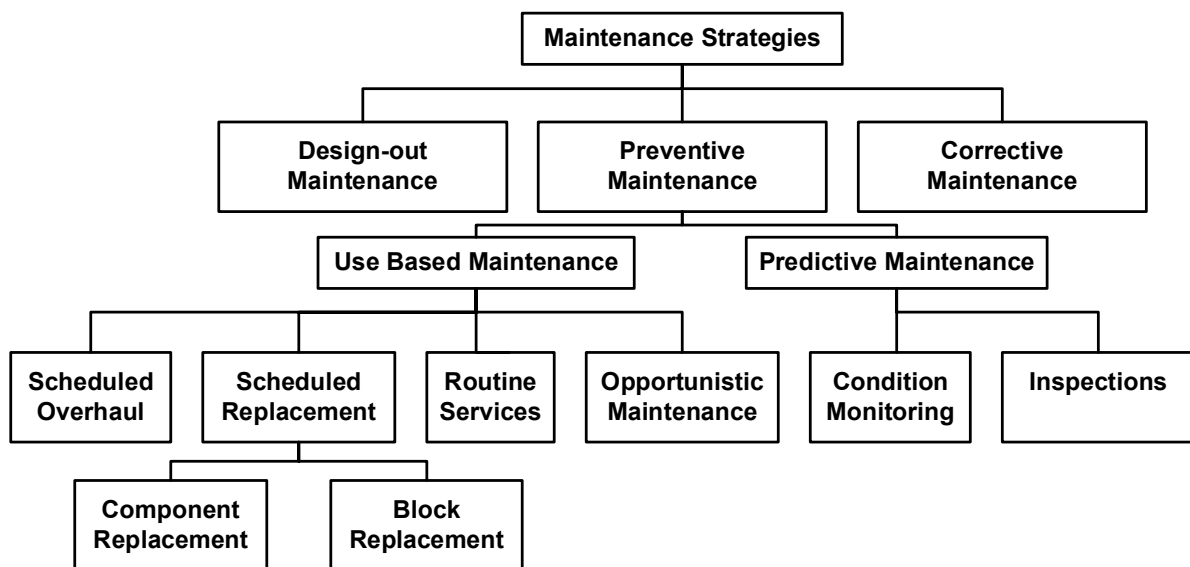 Maintenance Strategies
Design-out
Maintenance
Preventive
Maintenance
Corrective
Maintenance
Use Based Maintenance
Predictive Maintenance
Scheduled
Overhaul
Scheduled
Replacement
Routine
Services
Opportunistic
Maintenance
Condition
Monitoring
Inspections
Component
Replacement
Block
Replacement